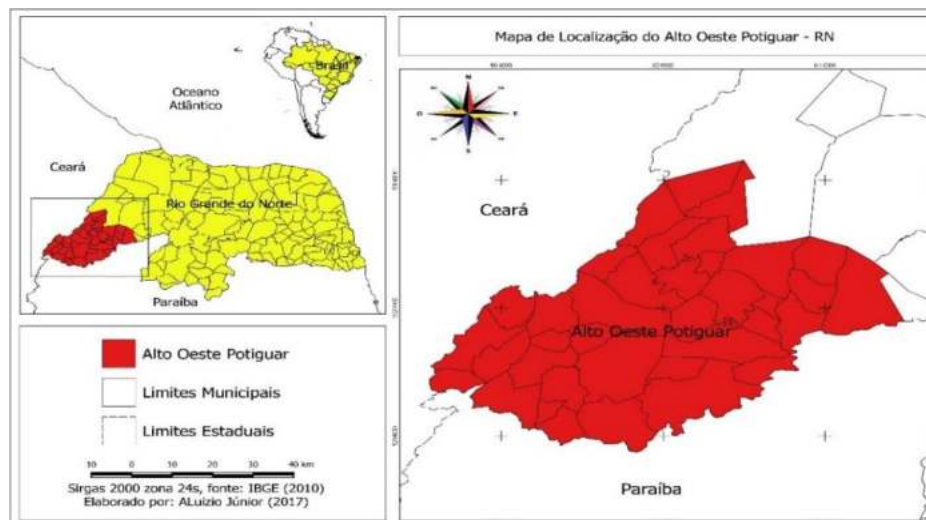 Brasil
Oceano
Atlântico
Ceará
Rio Grande do Norte
Paraíba
Alto Oeste Potiguar
Limites Municipais
Limites Estaduais
10 0 10 20 30 40 km
Sirgas 2000 zona 24s, fonte: IBGE (2010)
Elaborado por: ALuizio Júnior (2017)
Mapa de Localização do Alto Oeste Potiguar - RN
N
O
E
S
Ceará
Alto Oeste Potiguar
Paraíba